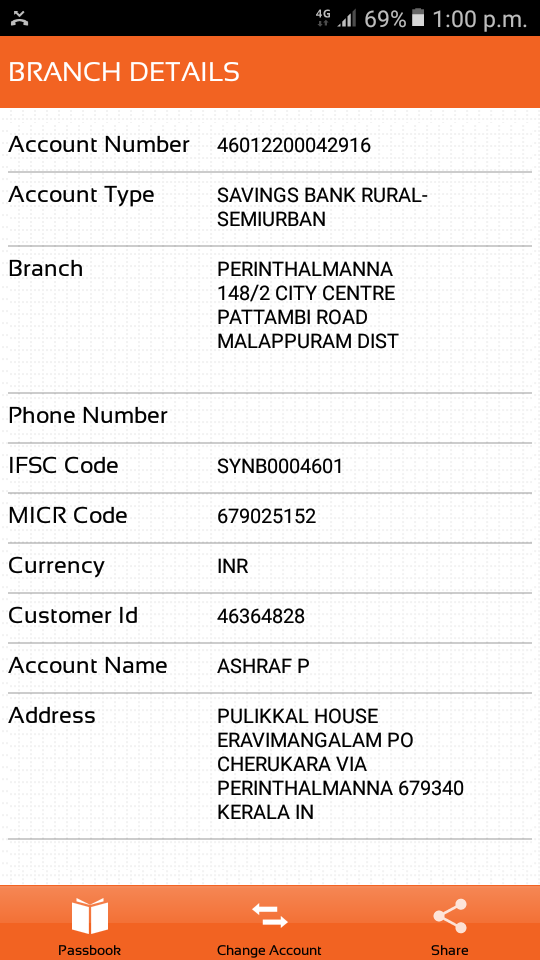 4G 69% 1:00 p.m.
BRANCH DETAILS
Account Number 46012200042916
Account Type SAVINGS BANK RURAL-
SEMIURBAN
Branch PERINTHALMANNA
148/2 CITY CENTRE
PATTAMBI ROAD
MALAPPURAM DIST
Phone Number
IFSC Code SYNB0004601
MICR Code 679025152
Currency INR
Customer Id 46364828
Account Name ASHRAF P
Address PULIKKAL HOUSE
ERAVIMANGALAM PO
CHERUKARA VIA
PERINTHALMANNA 679340
KERALA IN
Passbook Change Account Share